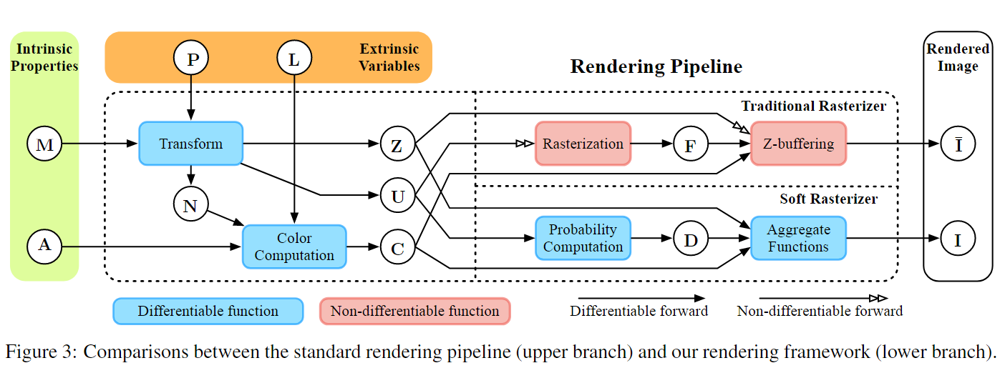 Intrinsic
Properties
P
L
Extrinsic
Variables
Rendering Pipeline
Rendered
Image
Traditional Rasterizer
M
Transform
Z
Rasterization
F
Z-buffering
Ī
N
U
Soft Rasterizer
A
Color
Computation
C
Probability
Computation
D
Aggregate
Functions
I
Differentiable function
Non-differentiable function
Differentiable forward
Non-differentiable forward
Figure 3: Comparisons between the standard rendering pipeline (upper branch) and our rendering framework (lower branch).